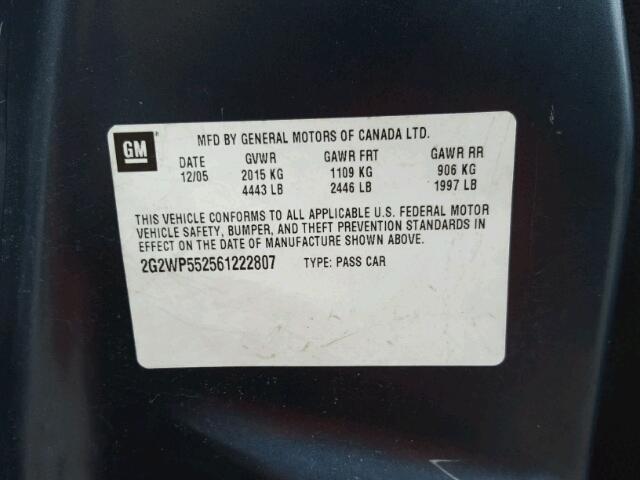 GM
MFD BY GENERAL MOTORS OF CANADA LTD.
DATE GVWR GAWR FRT GAWR RR
12/05 2015 KG 1109 KG 906 KG
4443 LB 2446 LB 1997 LB
THIS VEHICLE CONFORMS TO ALL APPLICABLE U.S. FEDERAL MOTOR
VEHICLE SAFETY, BUMPER, AND THEFT PREVENTION STANDARDS IN
EFFECT ON THE DATE OF MANUFACTURE SHOWN ABOVE.
2G2WP552561222807 TYPE: PASS CAR